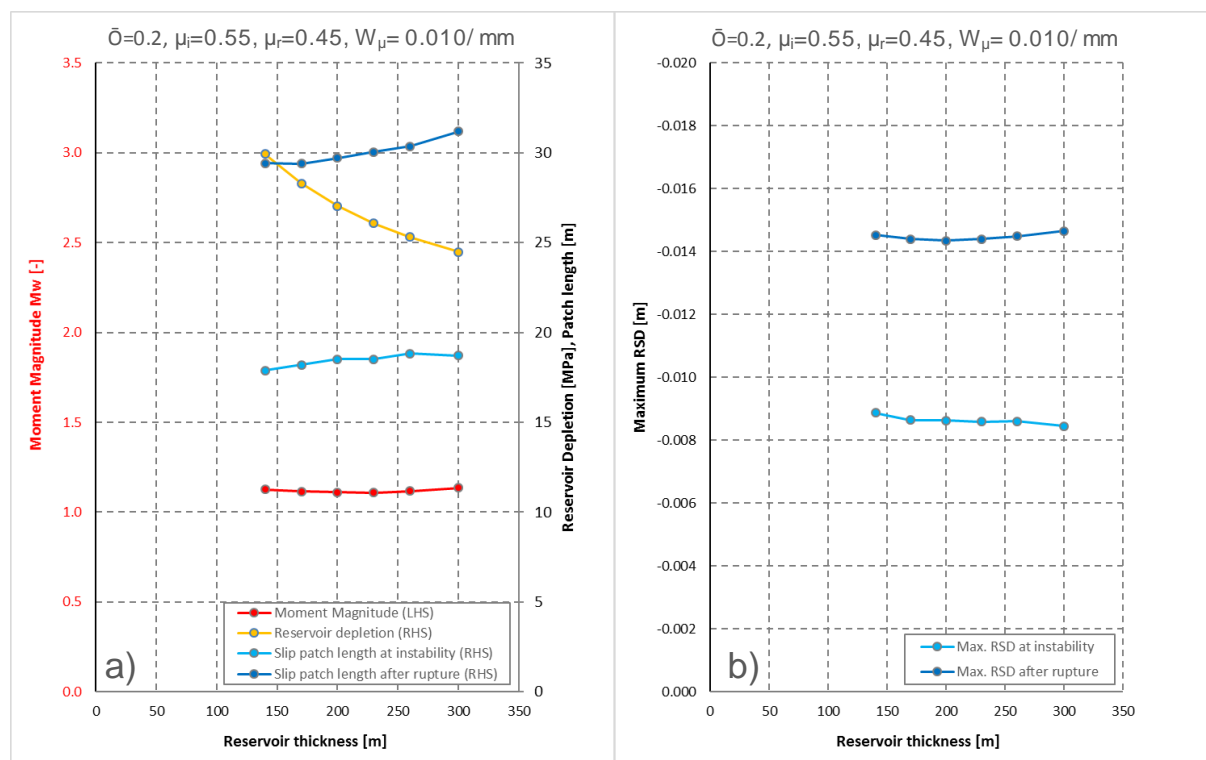 Ō=0.2, µi=0.55, µr=0.45, Wµ= 0.010/ mm
3.5
3.0
2.5
2.0
1.5
1.0
0.5
0.0
Moment Magnitude Mw [-]
35
30
25
20
15
10
5
0
Reservoir Depletion [MPa], Patch length [m]
Moment Magnitude (LHS)
Reservoir depletion (RHS)
Slip patch length at instability (RHS)
Slip patch length after rupture (RHS)
a)
0 50 100 150 200 250 300 350
Reservoir thickness [m]
Ō=0.2, µi=0.55, µr=0.45, Wµ= 0.010/ mm
-0.020
-0.018
-0.016
-0.014
-0.012
-0.010
-0.008
-0.006
-0.004
-0.002
0.000
Maximum RSD [m]
Max. RSD at instability
Max. RSD after rupture
b)
0 50 100 150 200 250 300 350
Reservoir thickness [m]